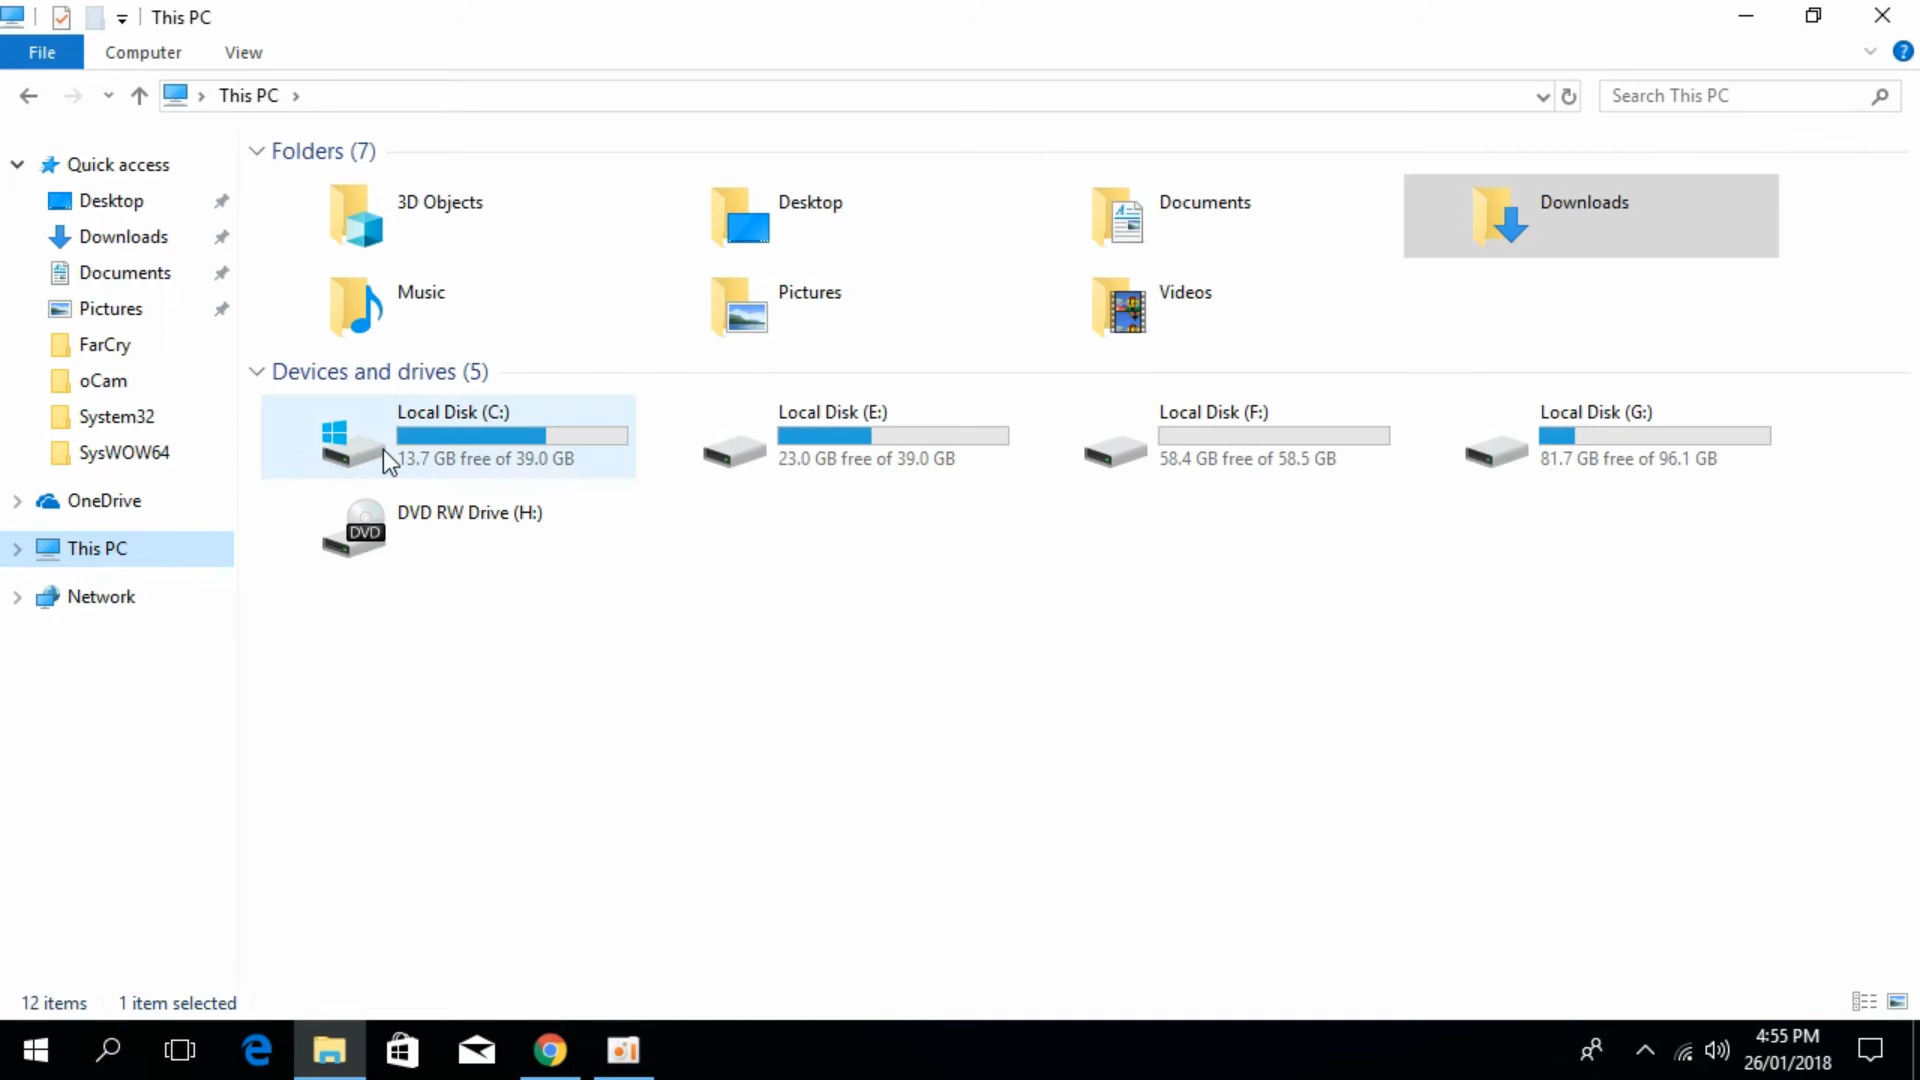 This PC
File
Computer
View
This PC
Search This PC
Quick access
Desktop
Downloads
Documents
Pictures
FarCry
oCam
System32
SysWOW64
OneDrive
This PC
Network
Folders (7)
3D Objects
Desktop
Documents
Downloads
Music
Pictures
Videos
Devices and drives (5)
Local Disk (C:)
13.7 GB free of 39.0 GB
Local Disk (E:)
23.0 GB free of 39.0 GB
Local Disk (F:)
58.4 GB free of 58.5 GB
Local Disk (G:)
81.7 GB free of 96.1 GB
DVD
DVD RW Drive (H:)
12 items
1 item selected
4:55 PM
26/01/2018